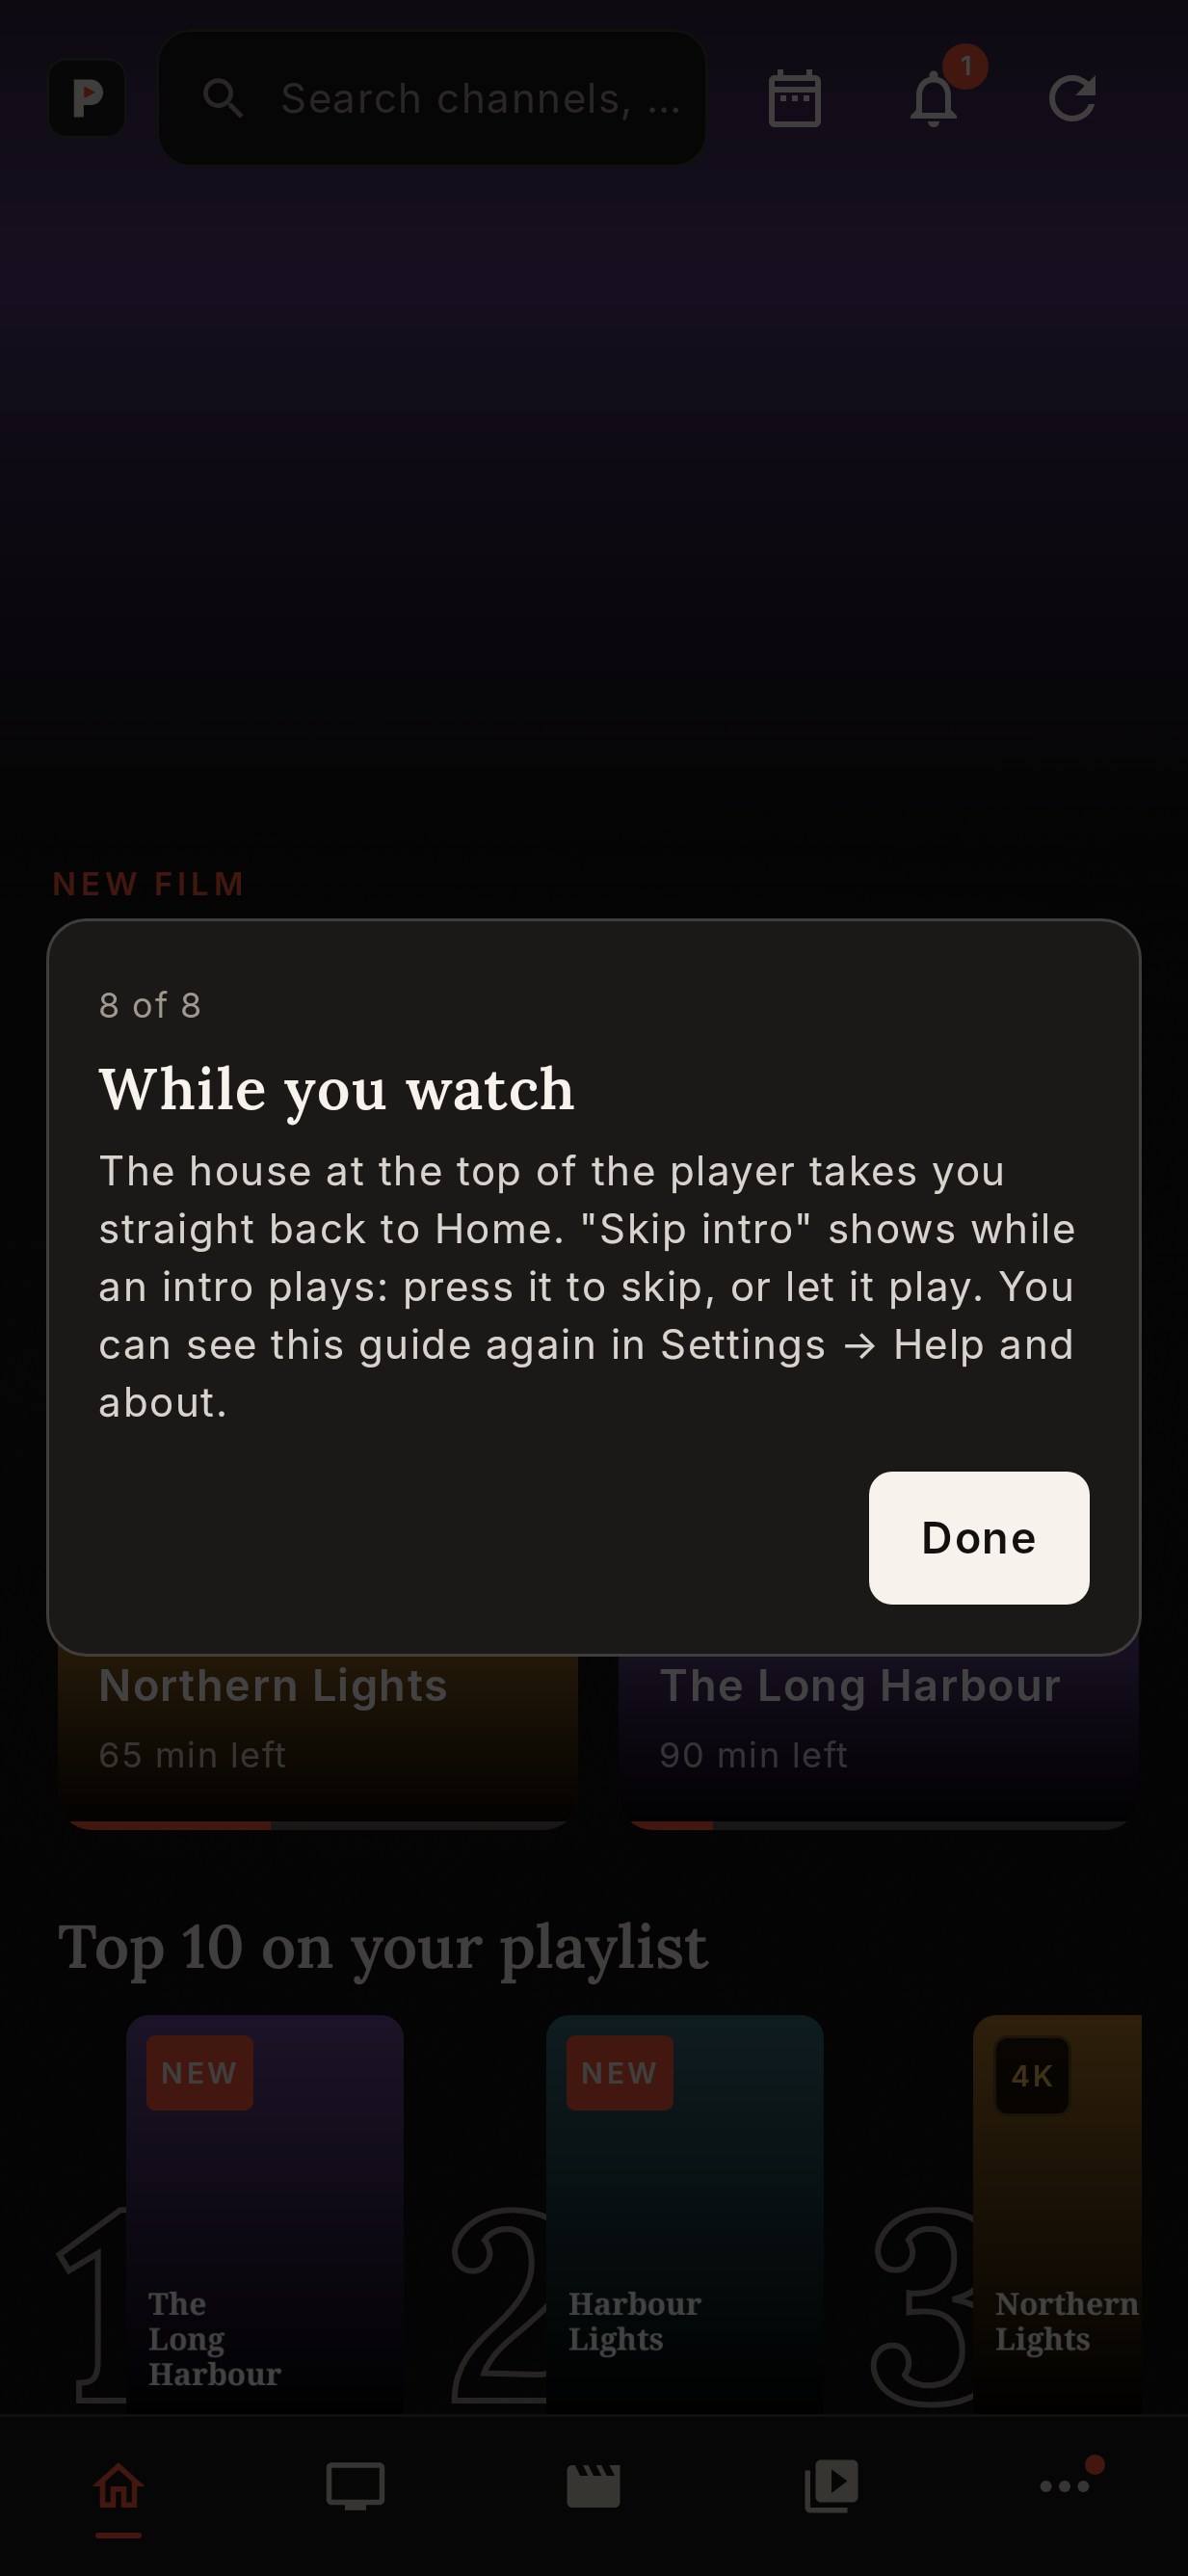 P
Search channels, ...
1
NEW FILM
8 of 8
While you watch
The house at the top of the player takes you
straight back to Home. "Skip intro" shows while
an intro plays: press it to skip, or let it play. You
can see this guide again in Settings → Help and
about.
Done
Northern Lights
65 min left
The Long Harbour
90 min left
Top 10 on your playlist
1
NEW
The
Long
Harbour
2
NEW
Harbour
Lights
3
4K
Northern
Lights